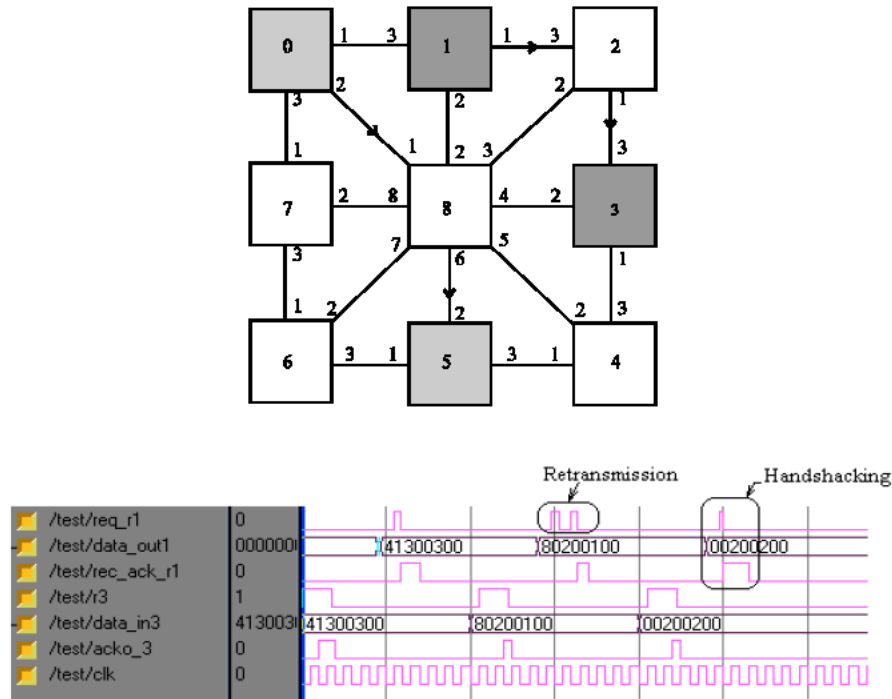 0 1 3 1 1 3 2
2 2 2 1
3
1 1 2 3 3
7 2 8 8 4 2 3
3 7 6 5 1
1 2 2 2 3
6 3 1 5 3 1 4
Retransmission Handshacking
/test/req_r1 0
/test/data_out1 0000000 41300300 80200100 00200200
/test/rec_ack_r1 0
/test/r3 1
/test/data_in3 413003 41300300 80200100 00200200
/test/acko_3 0
/test/clk 0